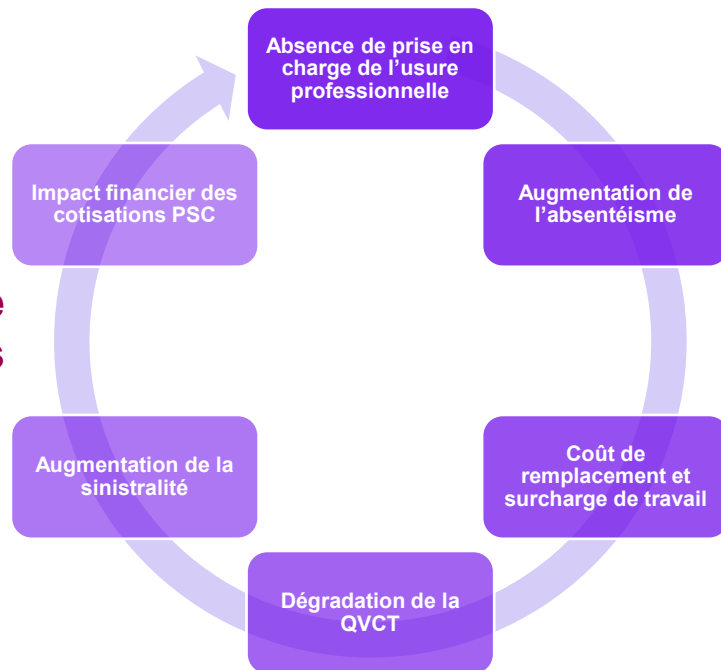 Absence de prise en
charge de l'usure
professionnelle
Augmentation de
l'absentéisme
Coût de
remplacement et
surcharge de travail
Dégradation de la
QVCT
Augmentation de la
sinistralité
Impact financier des
cotisations PSC
e
s